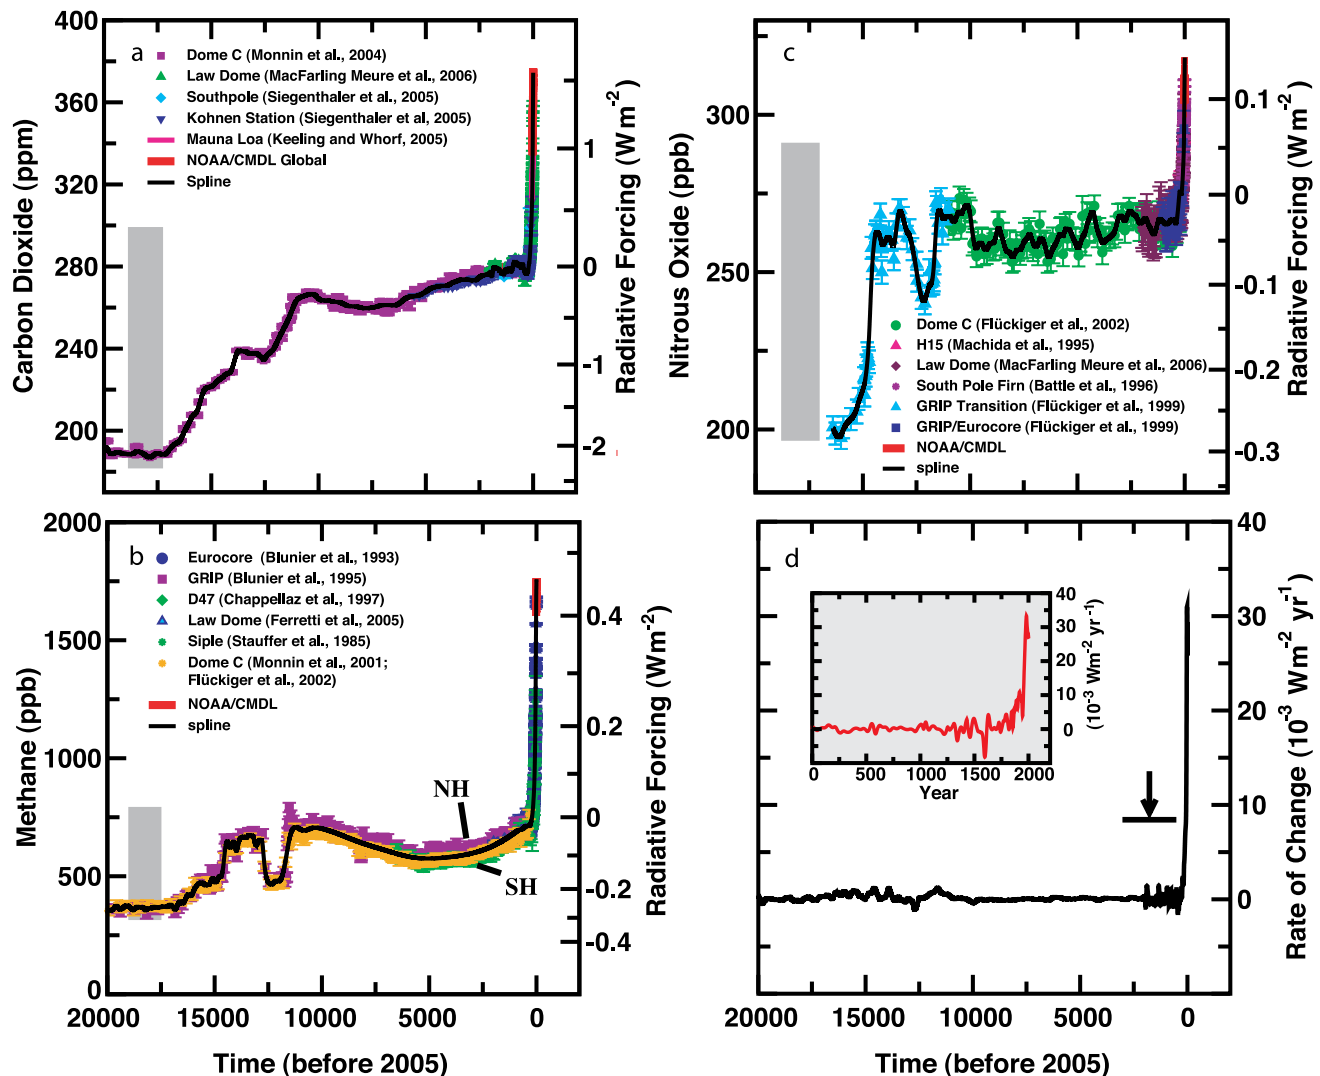 a
Dome C (Monnin et al., 2004)
Law Dome (MacFarling Meure et al., 2006)
Southpole (Siegenthaler et al., 2005)
Kohnen Station (Siegenthaler et al, 2005)
Mauna Loa (Keeling and Whorf, 2005)
NOAA/CMDL Global
Spline
400
360
320
280
240
200
Carbon Dioxide (ppm)
1
0
-1
-2
Radiative Forcing (Wm-2)
c
300
250
200
Nitrous Oxide (ppb)
Dome C (Flückiger et al., 2002)
H15 (Machida et al., 1995)
Law Dome (MacFarling Meure et al., 2006)
South Pole Firn (Battle et al., 1996)
GRIP Transition (Flückiger et al., 1999)
GRIP/Eurocore (Flückiger et al., 1999)
NOAA/CMDL
spline
0.1
0
-0.1
-0.2
-0.3
Radiative Forcing (Wm-2)
b
Eurocore (Blunier et al., 1993)
GRIP (Blunier et al., 1995)
D47 (Chappellaz et al., 1997)
Law Dome (Ferretti et al., 2005)
Siple (Stauffer et al., 1985)
Dome C (Monnin et al., 2001;
Flückiger et al., 2002)
NOAA/CMDL
spline
NH
SH
2000
1500
1000
500
0
Methane (ppb)
0.4
0.2
0
-0.2
-0.4
Radiative Forcing (Wm-2)
20000
15000
10000
5000
0
Time (before 2005)
d
40
30
20
10
0
(10-3 Wm-2 yr-1)
0
500
1000
1500
2000
Year
40
30
20
10
0
Rate of Change (10-3 Wm-2 yr-1)
20000
15000
10000
5000
0
Time (before 2005)